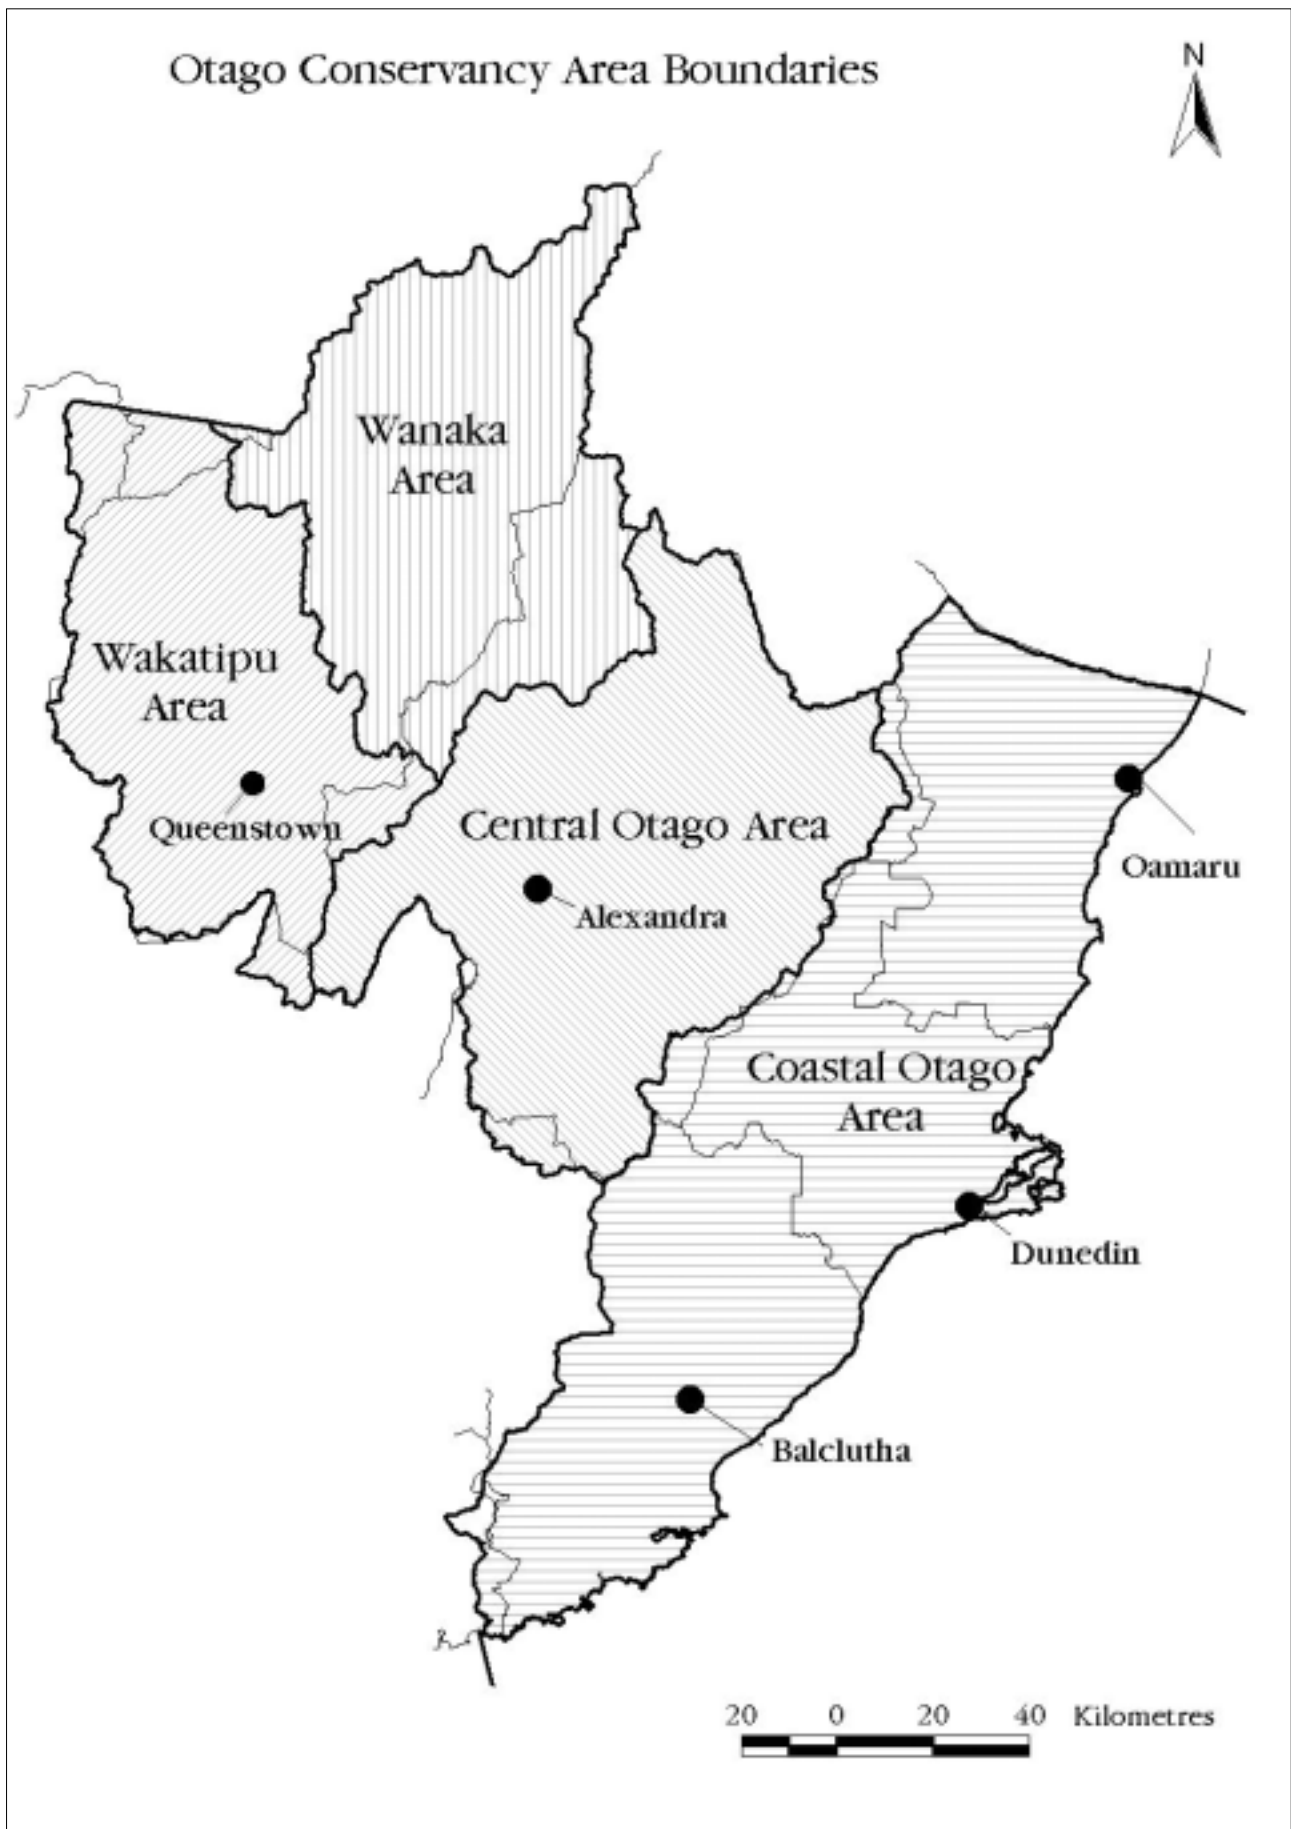 Otago Conservancy Area Boundaries
N
Wanaka
Area
Wakatipu
Area
Queenstown
Central Otago Area
Alexandra
Oamaru
Coastal Otago
Area
Dunedin
Balclutha
20 0 20 40 Kilometres